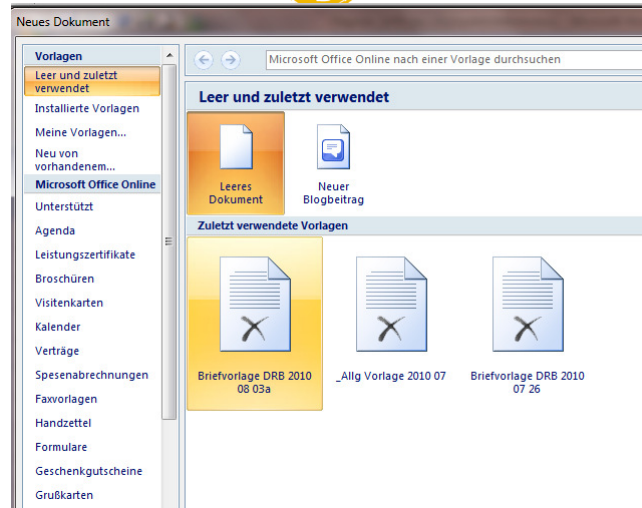 Neues Dokument
Vorlagen
Leer und zuletzt
verwendet
Installierte Vorlagen
Meine Vorlagen...
Neu von
vorhandenem...
Microsoft Office Online
Unterstützt
Agenda
Leistungszertifikate
Broschüren
Visitenkarten
Kalender
Verträge
Spesenabrechnungen
Faxvorlagen
Handzettel
Formulare
Geschenkgutscheine
Grußkarten
Microsoft Office Online nach einer Vorlage durchsuchen
Leer und zuletzt verwendet
Leeres
Dokument
Neuer
Blogbeitrag
Zuletzt verwendete Vorlagen
Briefvorlage DRB 2010
08 03a
_Allg Vorlage 2010 07
Briefvorlage DRB 2010
07 26